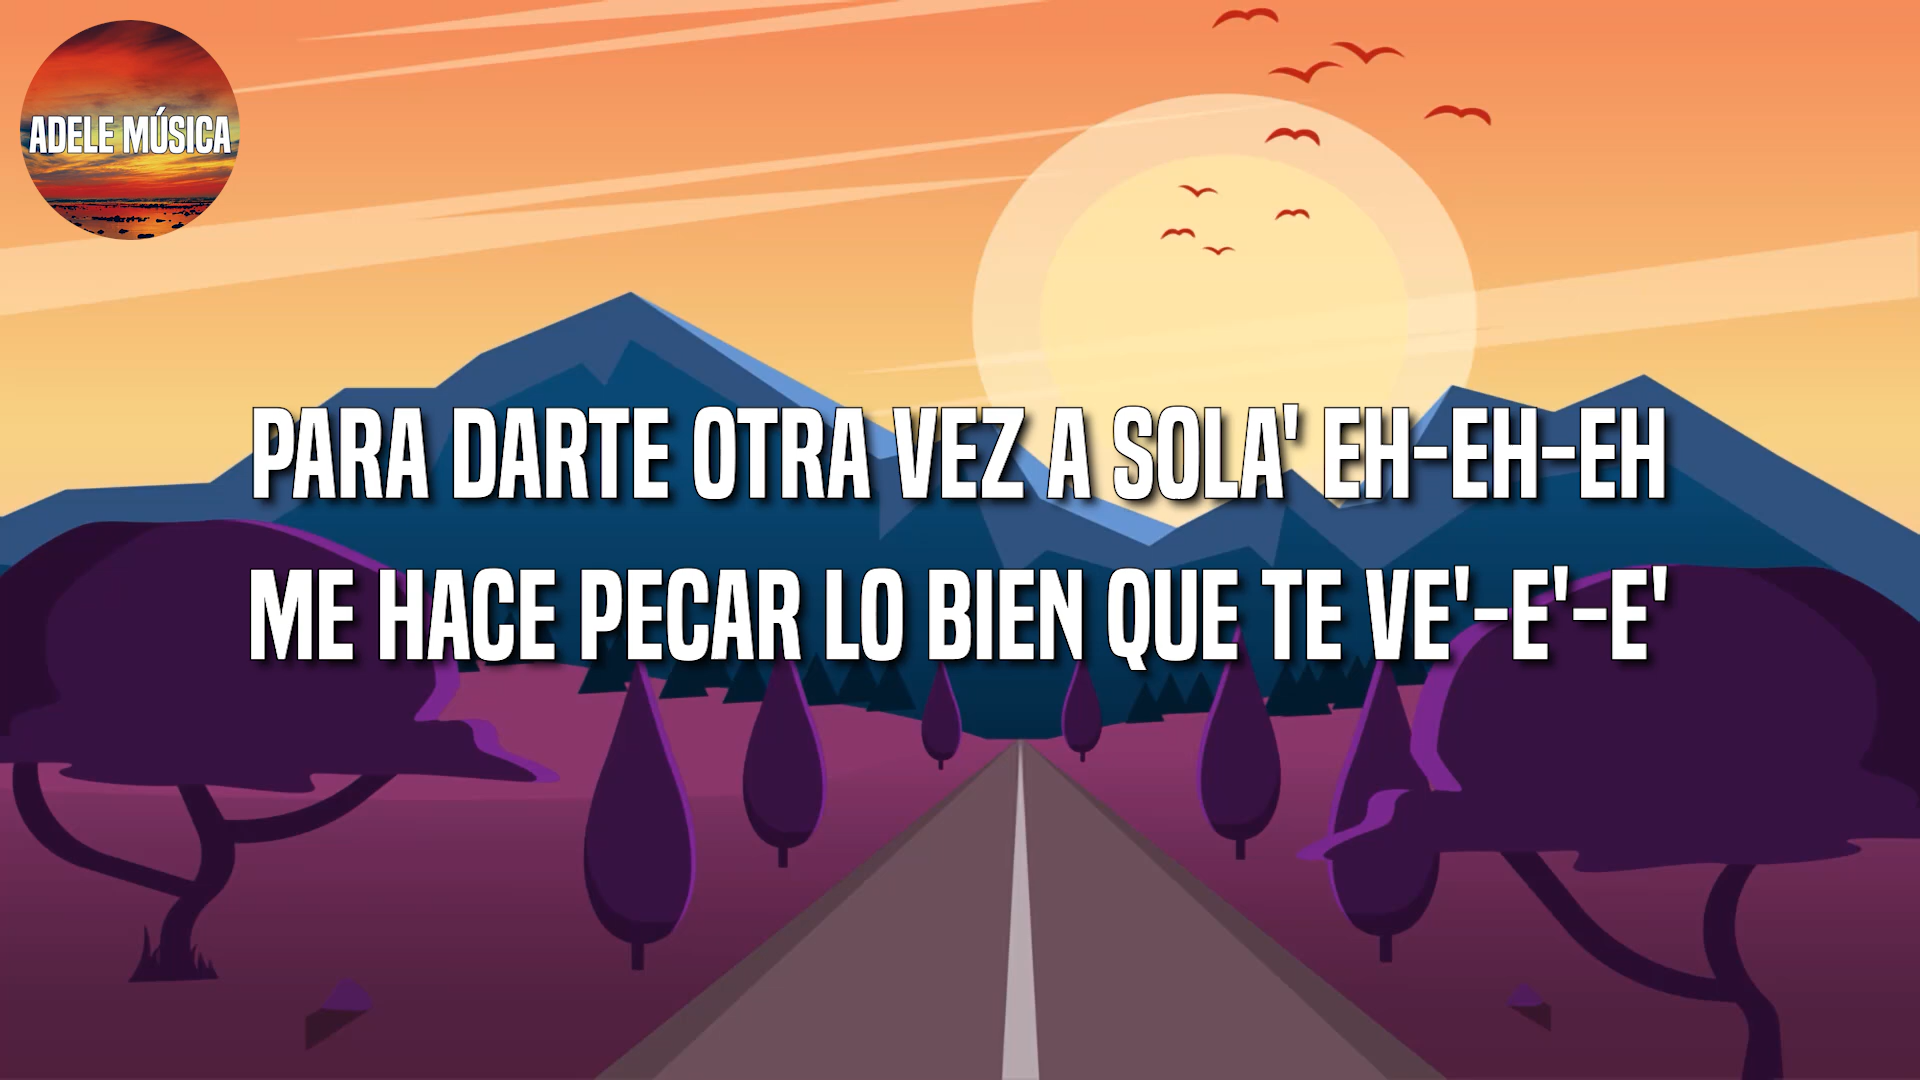 ADELE MÚSICA
PARA DARTE OTRA VEZ A SOLA' EH-EH-EH
ME HACE PECAR LO BIEN QUE TE VE'-E'-E'